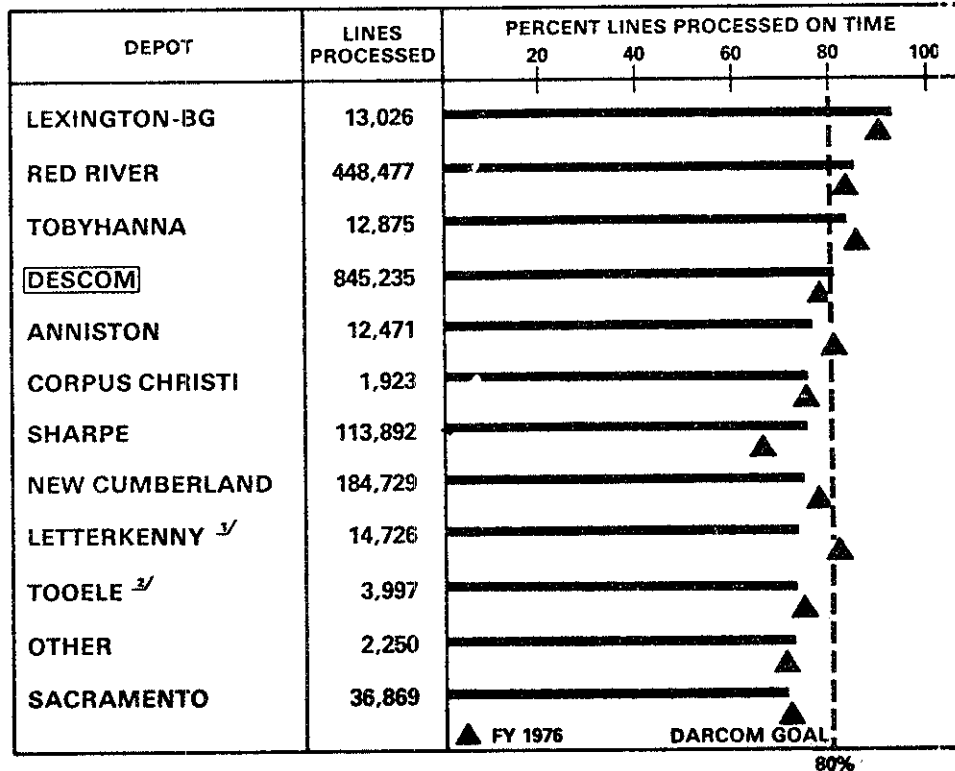 DEPOT
LINES PROCESSED
PERCENT LINES PROCESSED ON TIME
20 40 60 80 100
LEXINGTON-BG 13,026
RED RIVER 448,477
TOBYHANNA 12,875
DESCOM 845,235
ANNISTON 12,471
CORPUS CHRISTI 1,923
SHARPE 113,892
NEW CUMBERLAND 184,729
LETTERKENNY 1/ 14,726
TOOELE 2/ 3,997
OTHER 2,250
SACRAMENTO 36,869
▲ FY 1976 DARCOM GOAL
80%